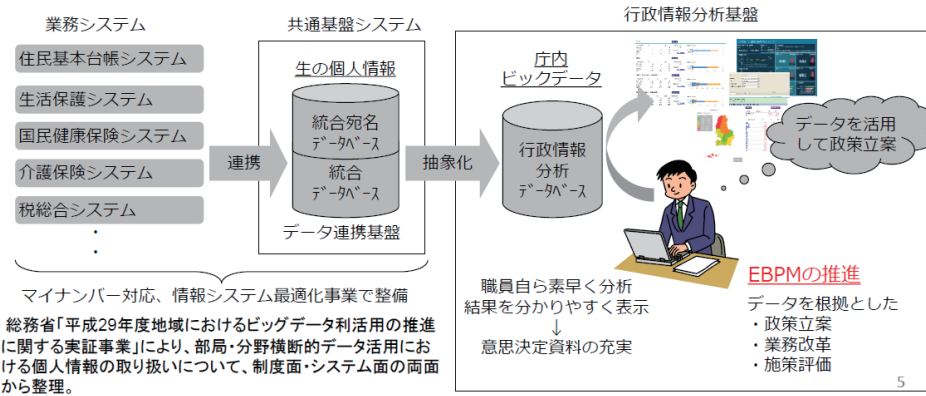 業務システム
住民基本台帳システム
生活保護システム
国民健康保険システム
介護保険システム
税総合システム
・
・
連携
共通基盤システム
生の個人情報
統合宛名
ﾃﾞｰﾀﾍﾞｰｽ
統合
ﾃﾞｰﾀﾍﾞｰｽ
データ連携基盤
マイナンバー対応、情報システム最適化事業で整備
総務省「平成29年度地域におけるビッグデータ利活用の推進
に関する実証事業」により、部局・分野横断的データ活用にお
ける個人情報の取り扱いについて、制度面・システム面の両面
から整理。
抽象化
行政情報分析基盤
庁内
ビックデータ
行政情報
分析
ﾃﾞｰﾀﾍﾞｰｽ
データを活用
して政策立案
職員自ら素早く分析
結果を分かりやすく表示
↓
意思決定資料の充実
EBPMの推進
データを根拠とした
・政策立案
・業務改革
・施策評価
5